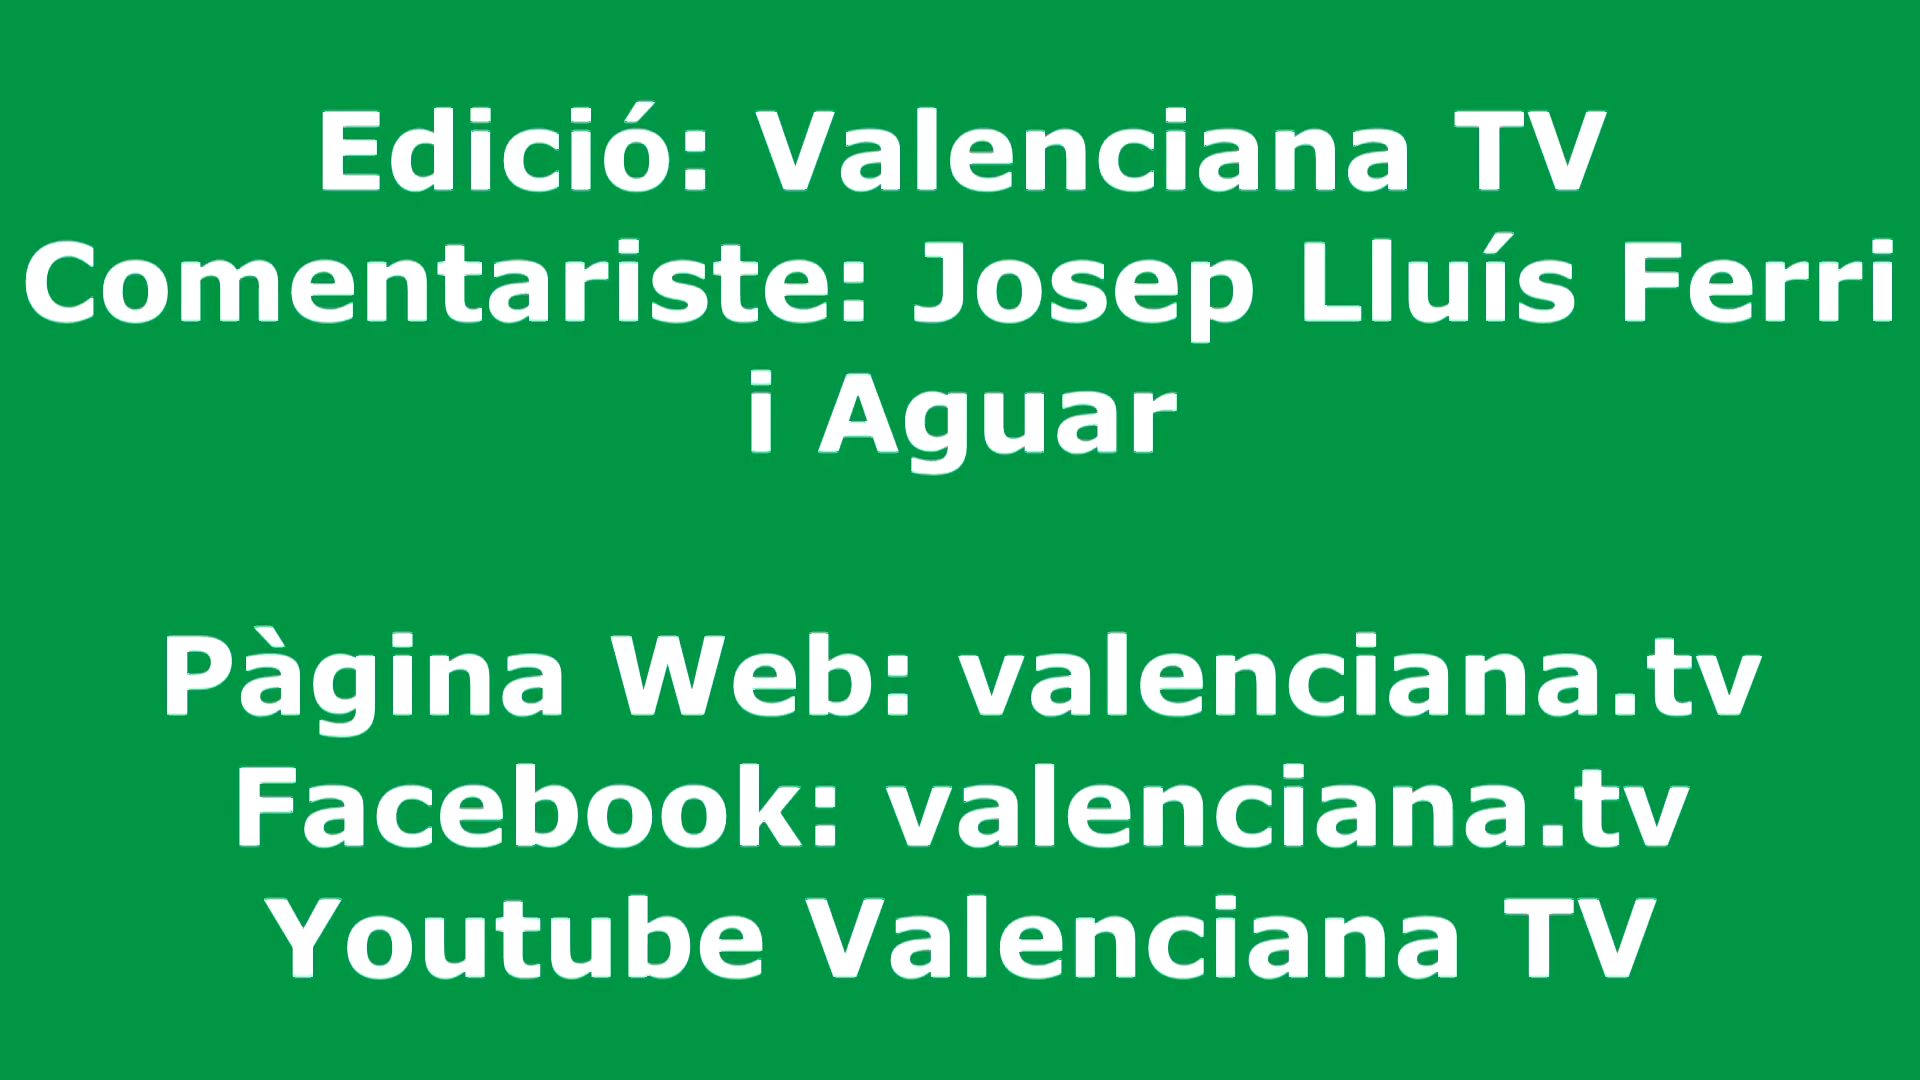 Edició: Valenciana TV
Comentariste: Josep Lluís Ferri
i Aguar
Pàgina Web: valenciana.tv
Facebook: valenciana.tv
Youtube Valenciana TV